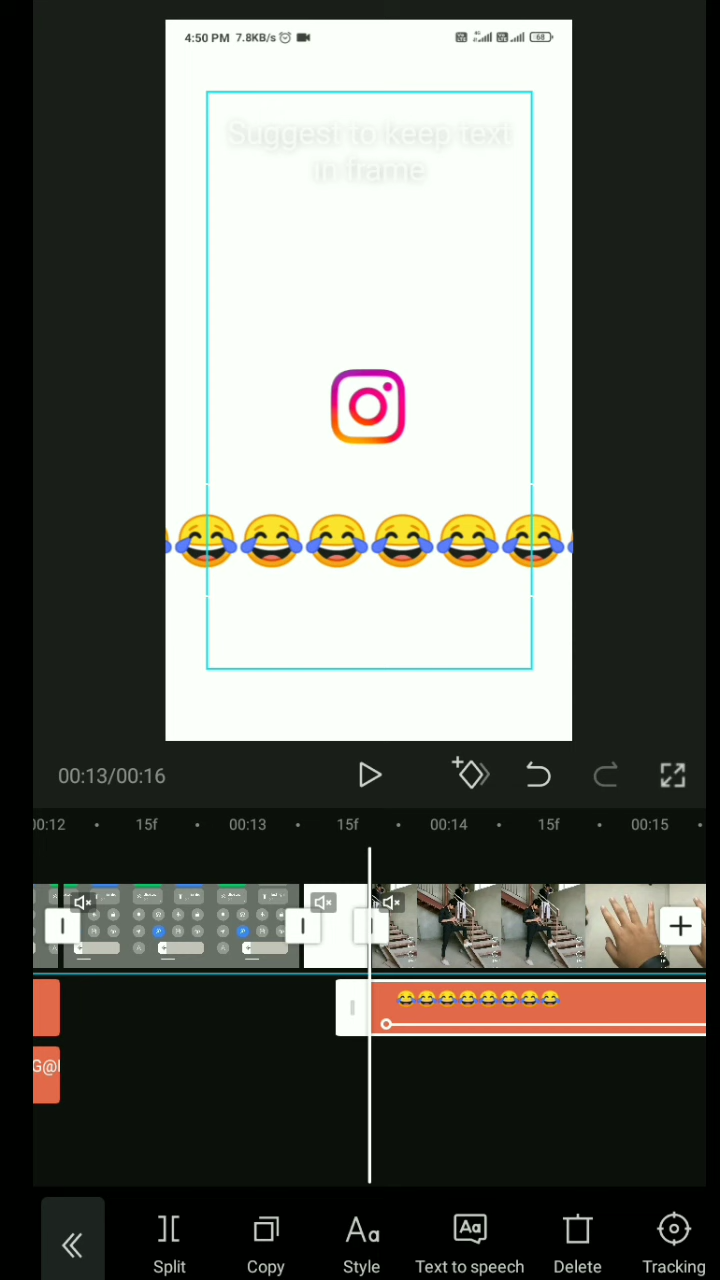 4:50 PM 7.8KB/s 68
Suggest to keep text
in frame
😂😂😂😂😂😂
00:13/00:16
00:12 15f 00:13 15f 00:14 15f 00:15
😂😂😂😂😂😂😂😂
G@
Split Copy Style Text to speech Delete Tracking